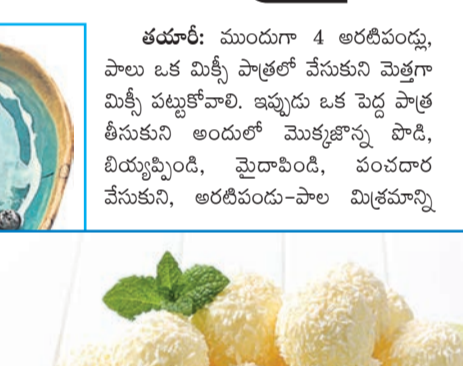 తయారీ: ముందుగా 4 అరటిపండ్లు,
పాలు ఒక మిక్సీ పాత్రలో వేసుకుని మెత్తగా
మిక్సీ పట్టుకోవాలి. ఇప్పుడు ఒక పెద్ద పాత్ర
తీసుకుని అందులో మొక్కజొన్న పొడి,
బియ్యప్పిండి, మైదాపిండి, పంచదార
వేసుకుని, అరటిపండు-పాల మిశ్రమాన్ని